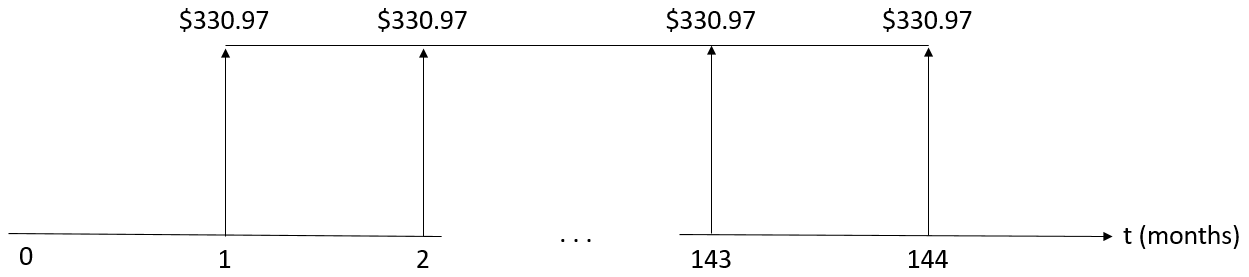 $330.97 $330.97 $330.97 $330.97
0 1 2 . . . 143 144 t (months)